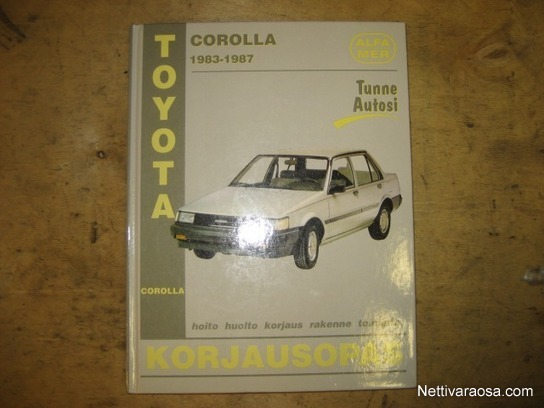 TOYOTA
COROLLA
1983-1987
ALFA
MER
Tunne
Autosi
COROLLA
hoito huolto korjaus rakenne
KORJAUSOPAS
Nettivaraosa.com